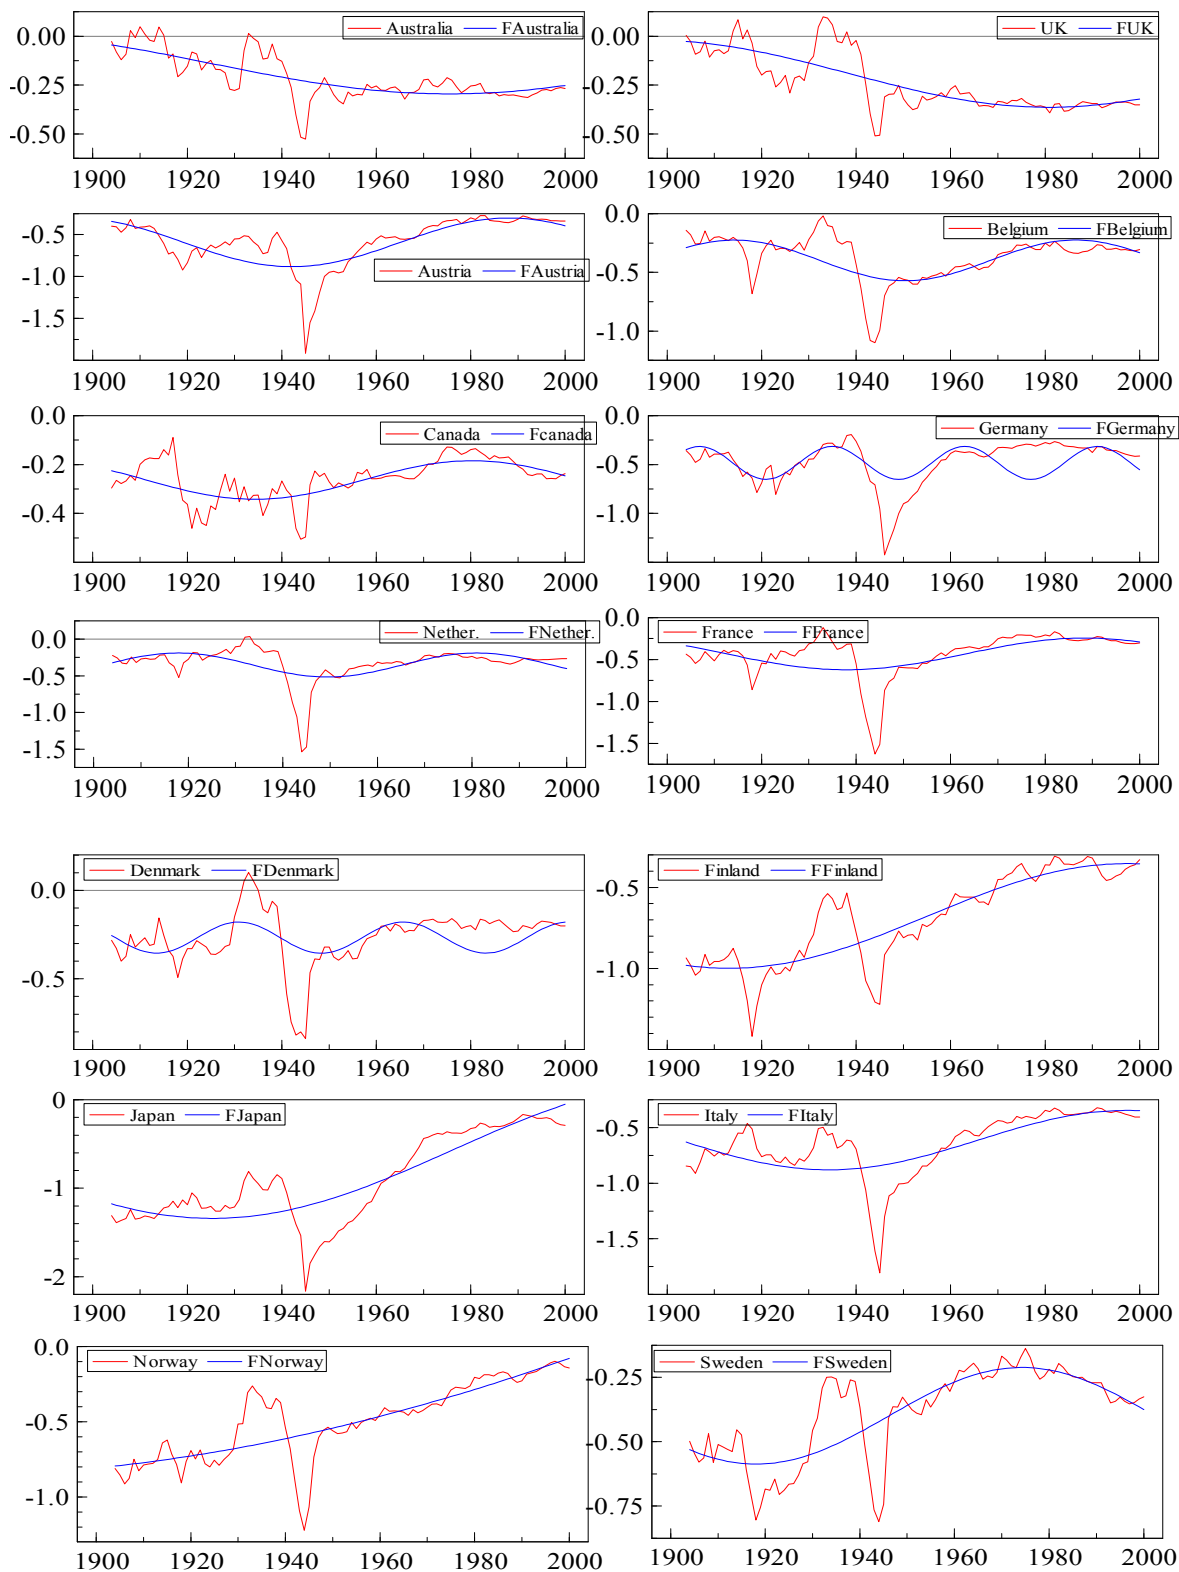 Australia FAustralia
0.00
-0.25
-0.50
1900 1920 1940 1960 1980 2000
UK FUK
0.00
-0.25
-0.50
1900 1920 1940 1960 1980 2000
Austria FAustria
-0.5
-1.0
-1.5
1900 1920 1940 1960 1980 2000
Belgium FBelgium
0.0
-0.5
-1.0
1900 1920 1940 1960 1980 2000
Canada Fcanada
0.0
-0.2
-0.4
1900 1920 1940 1960 1980 2000
Germany FGermany
0.0
-0.5
-1.0
1900 1920 1940 1960 1980 2000
Nether. FNether.
0.0
-0.5
-1.0
-1.5
1900 1920 1940 1960 1980 2000
France FFrance
0.0
-0.5
-1.0
-1.5
1900 1920 1940 1960 1980 2000
Denmark FDenmark
0.0
-0.5
1900 1920 1940 1960 1980 2000
Finland FFinland
-0.5
-1.0
1900 1920 1940 1960 1980 2000
Japan FJapan
0
-1
-2
1900 1920 1940 1960 1980 2000
Italy FItaly
-0.5
-1.0
-1.5
1900 1920 1940 1960 1980 2000
Norway FNorway
0.0
-0.5
-1.0
1900 1920 1940 1960 1980 2000
Sweden FSweden
-0.25
-0.50
-0.75
1900 1920 1940 1960 1980 2000